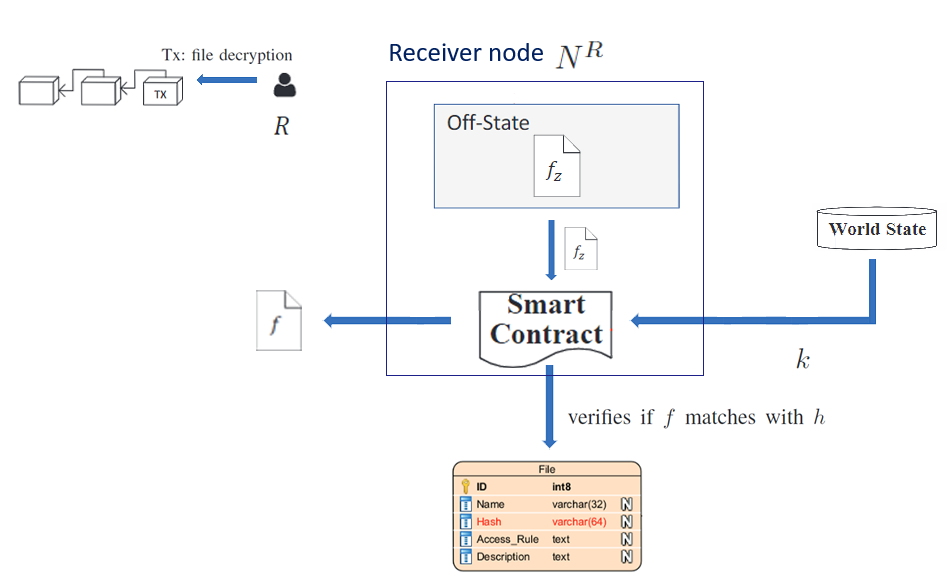 Tx: file decryption
TX
R
Receiver node N^R
Off-State
f_z
f_z
World State
Smart
Contract
f
k
verifies if f matches with h
File
ID int8
Name varchar(32) N
Hash varchar(64) N
Access_Rule text N
Description text N